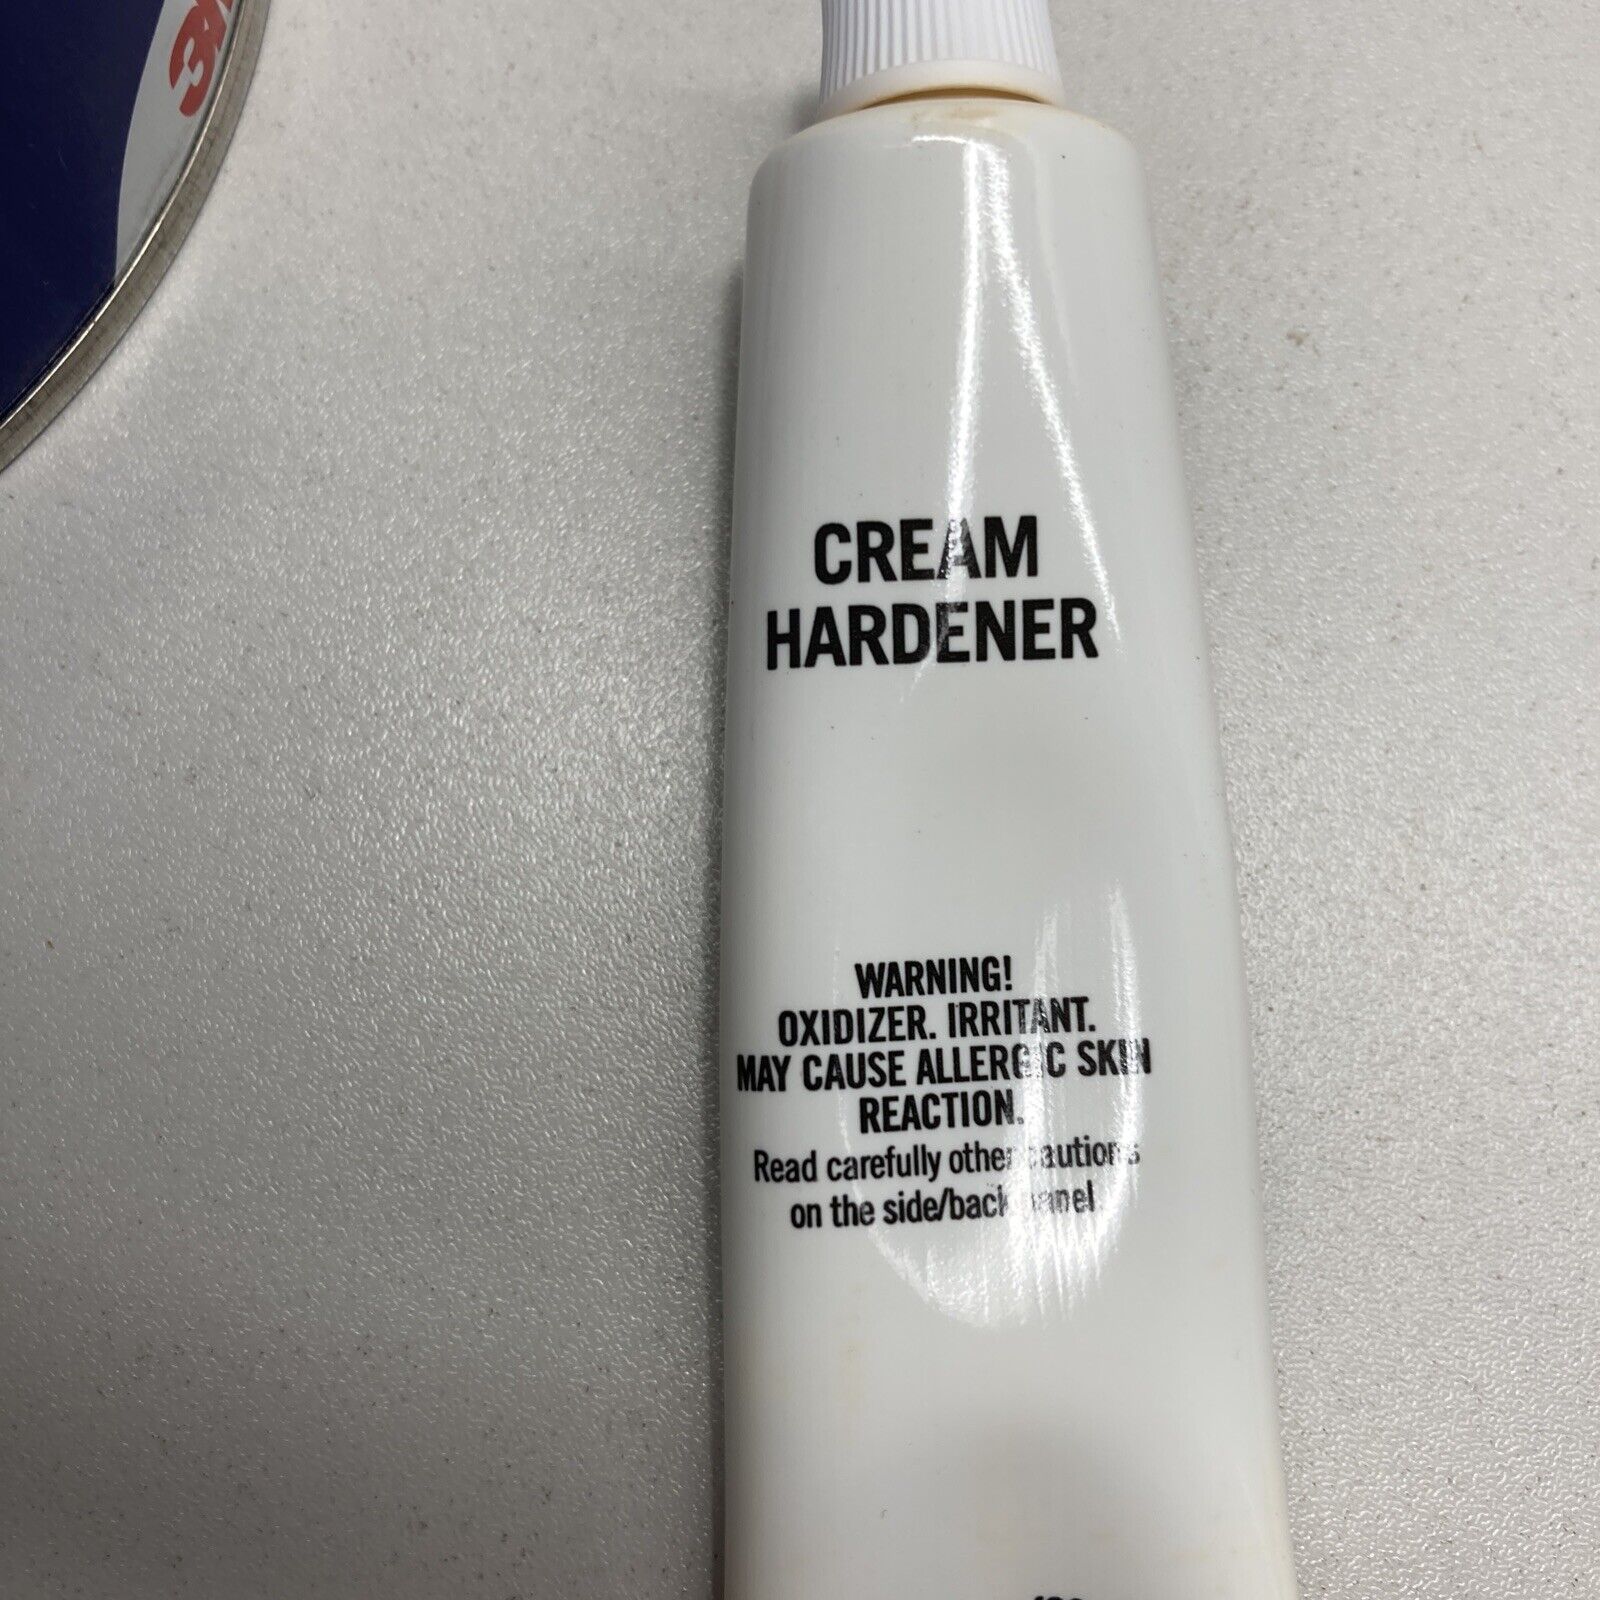 3M
CREAM
HARDENER
WARNING!
OXIDIZER. IRRITANT.
MAY CAUSE ALLERGIC SKIN
REACTION.
Read carefully other cautions
on the side/back panel